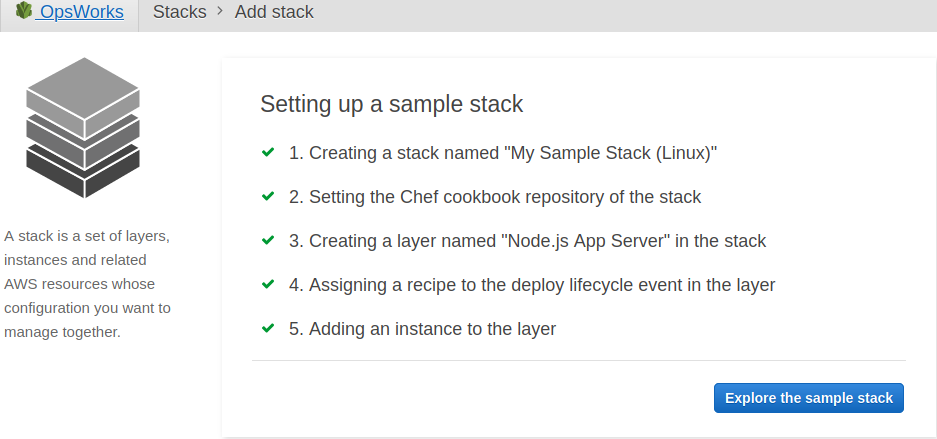 OpsWorks Stacks > Add stack
Setting up a sample stack
1. Creating a stack named "My Sample Stack (Linux)"
2. Setting the Chef cookbook repository of the stack
3. Creating a layer named "Node.js App Server" in the stack
4. Assigning a recipe to the deploy lifecycle event in the layer
5. Adding an instance to the layer
A stack is a set of layers,
instances and related
AWS resources whose
configuration you want to
manage together.
Explore the sample stack